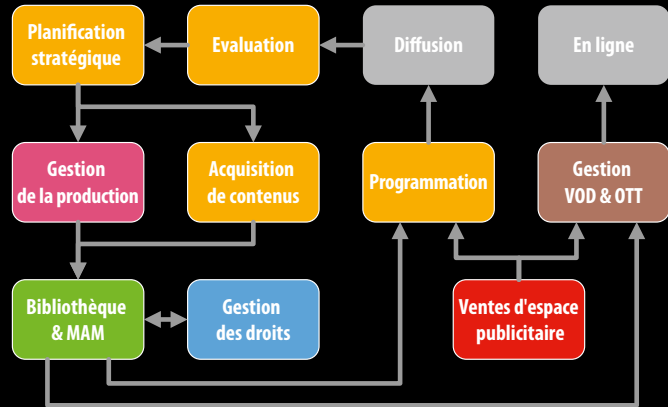 Planification
stratégique
Evaluation
Diffusion
En ligne
Gestion
de la production
Acquisition
de contenus
Programmation
Gestion
VOD & OTT
Bibliothèque
& MAM
Gestion
des droits
Ventes d'espace
publicitaire